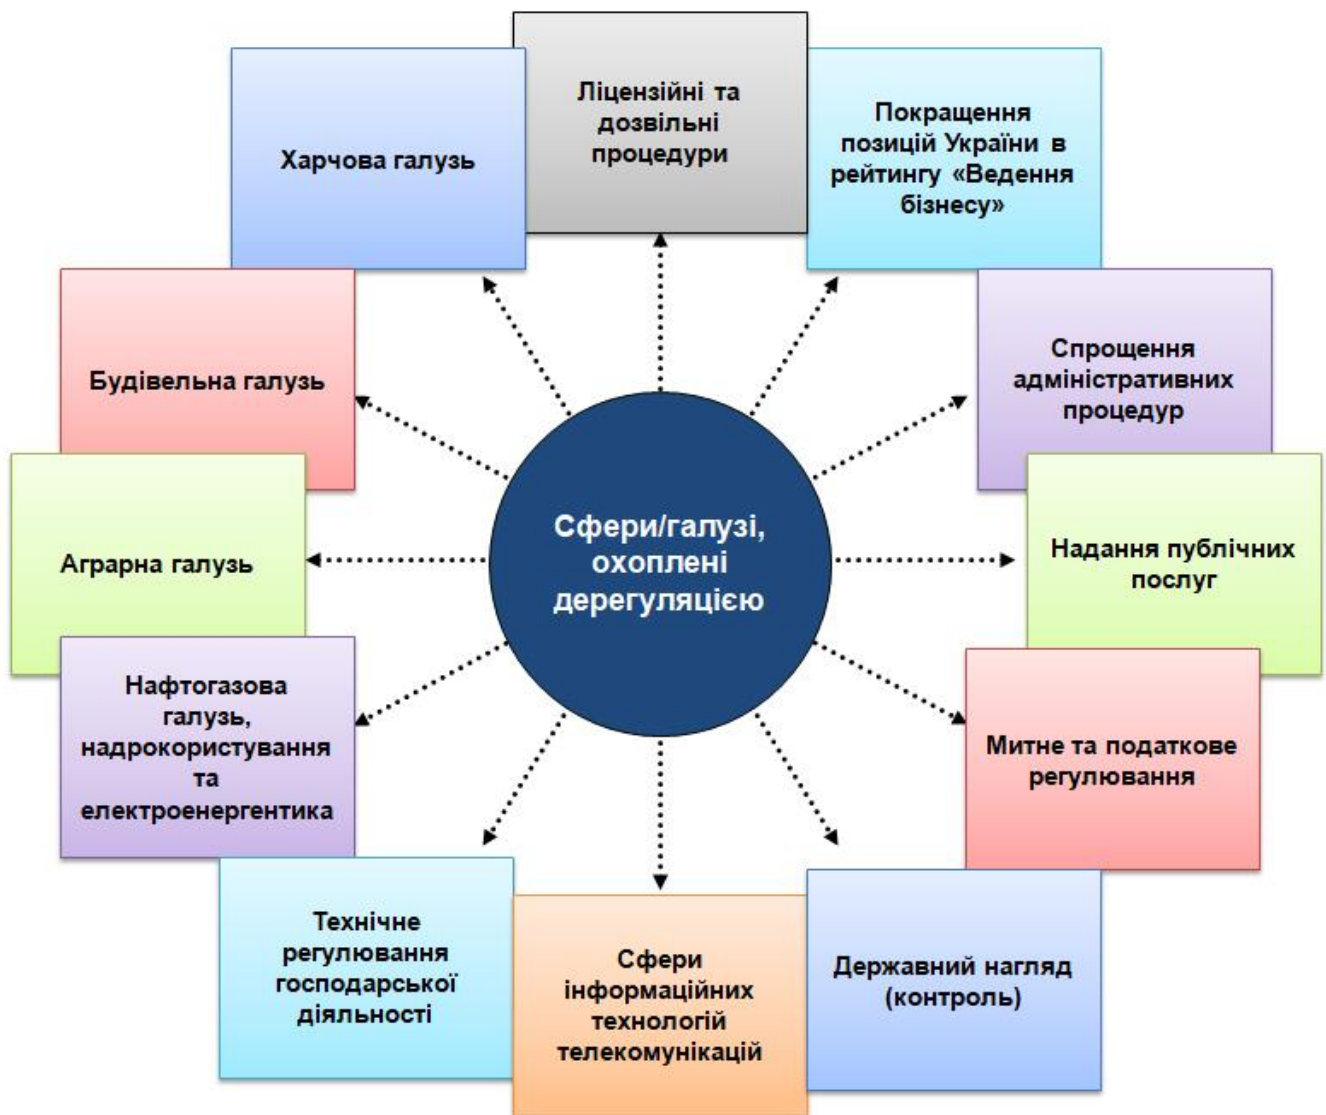 Ліцензійні та
дозвільні
процедури
Покращення
позицій України в
рейтингу «Ведення
бізнесу»
Спрощення
адміністративних
процедур
Надання публічних
послуг
Митне та податкове
регулювання
Державний нагляд
(контроль)
Сфери
інформаційних
технологій
телекомунікацій
Технічне
регулювання
господарської
діяльності
Нафтогазова
галузь,
надрокористування
та
електроенергентика
Аграрна галузь
Будівельна галузь
Харчова галузь
Сфери/галузі,
охоплені
дерегуляцією